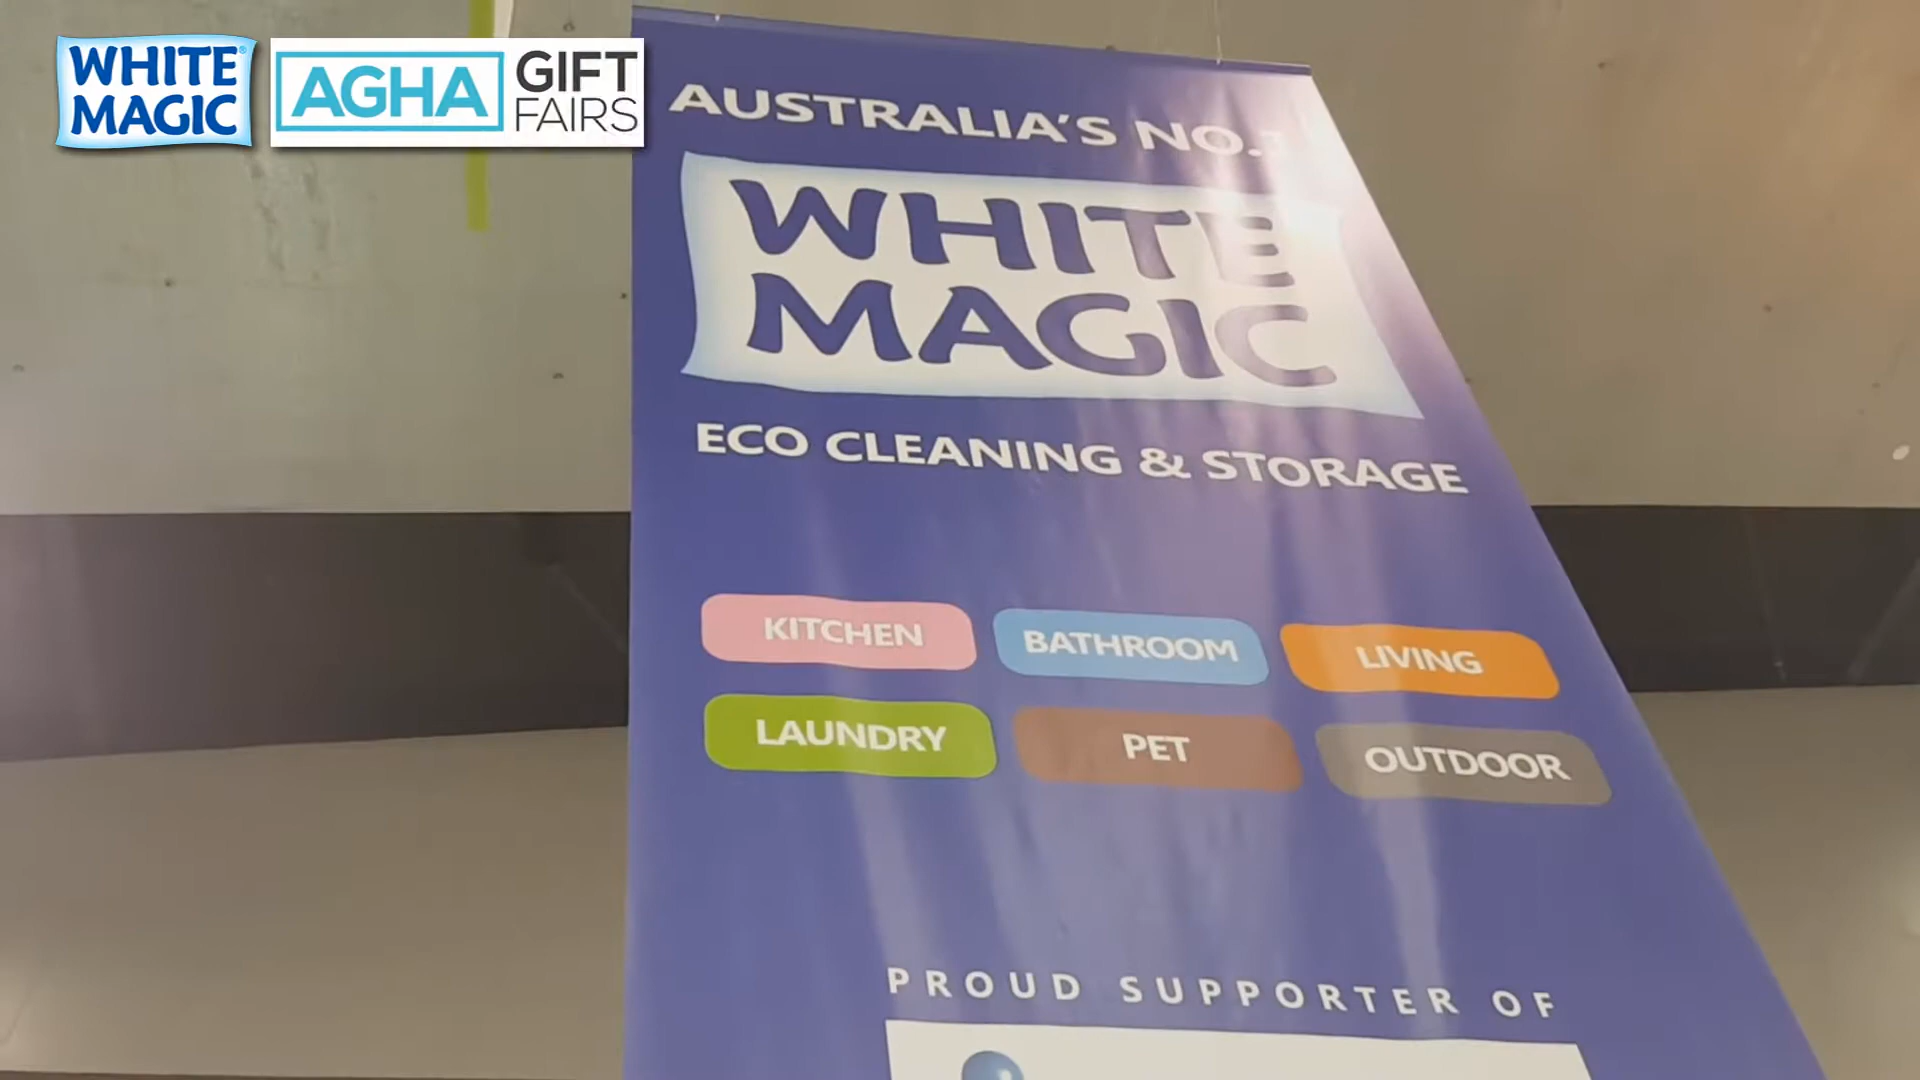 WHITE
MAGIC
AGHA
GIFT
FAIRS
AUSTRALIA'S NO.1
WHITE
MAGIC
ECO CLEANING & STORAGE
KITCHEN BATHROOM LIVING
LAUNDRY PET OUTDOOR
PROUD SUPPORTER OF